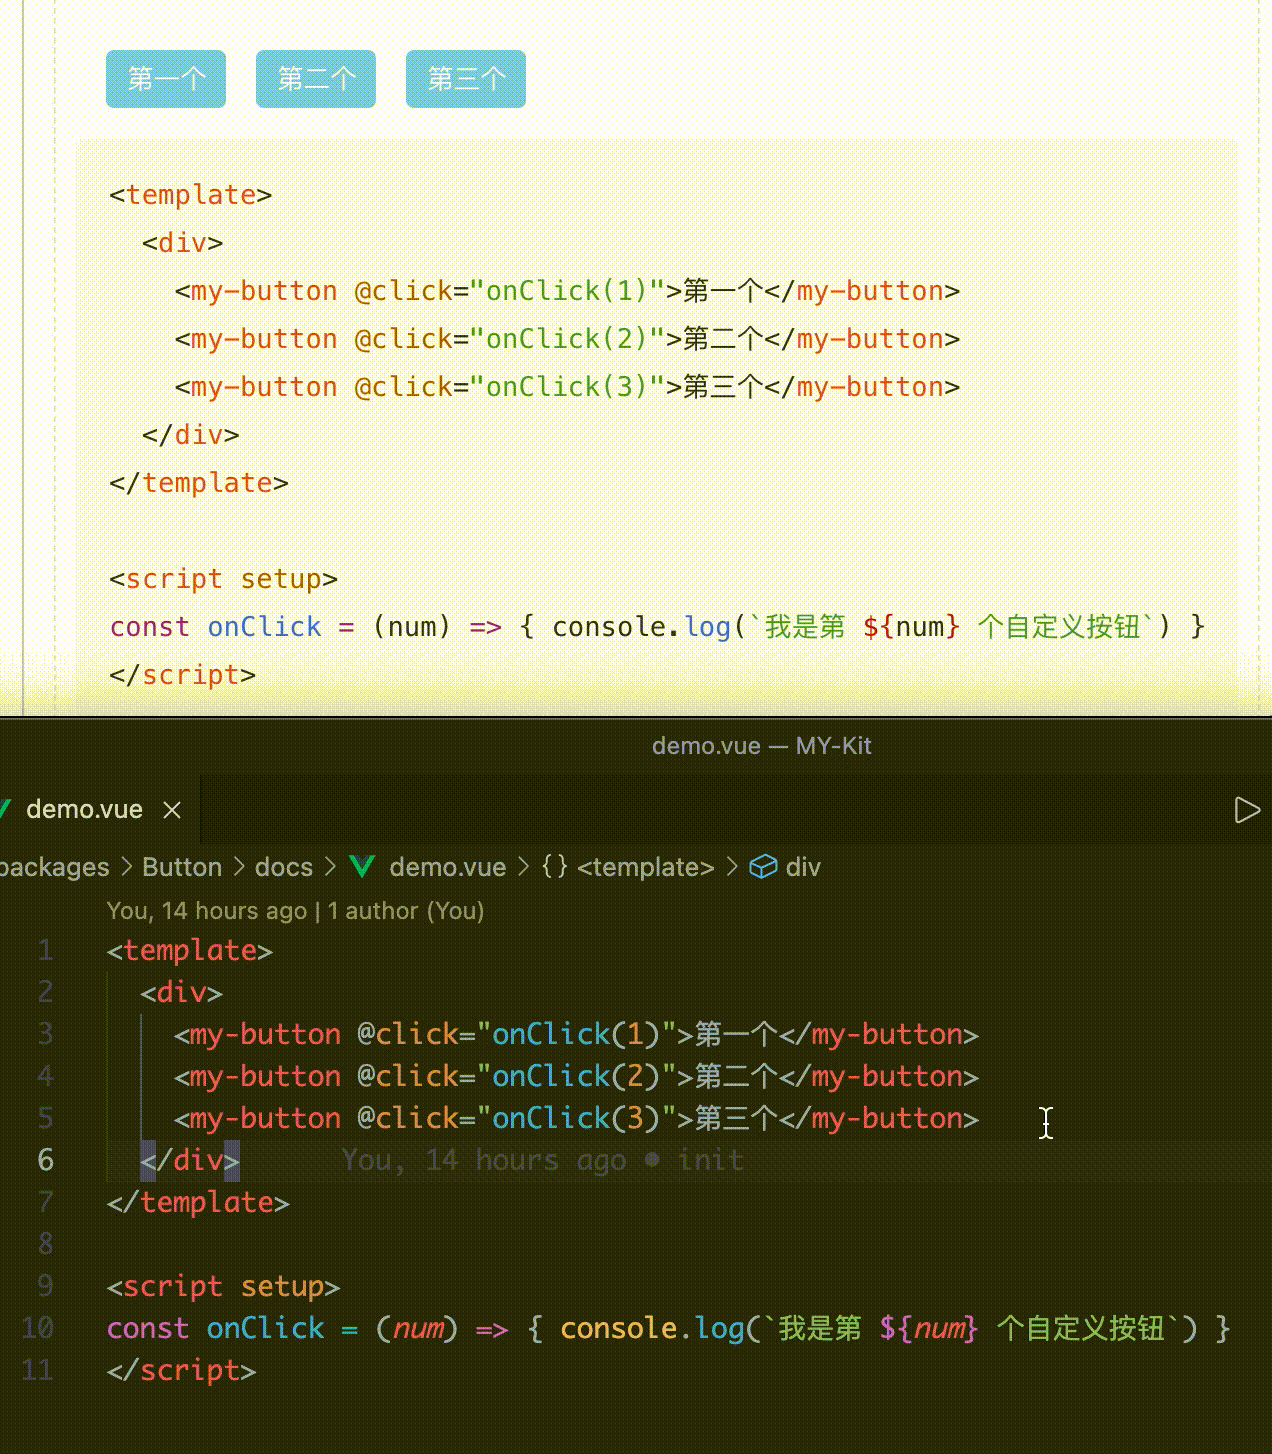 第一个 第二个 第三个
<template>
  <div>
    <my-button @click="onClick(1)">第一个</my-button>
    <my-button @click="onClick(2)">第二个</my-button>
    <my-button @click="onClick(3)">第三个</my-button>
  </div>
</template>
<script setup>
const onClick = (num) => { console.log(`我是第 ${num} 个自定义按钮`) }
</script>
demo.vue — MY-Kit
demo.vue
packages > Button > docs > demo.vue > {} <template> > div
You, 14 hours ago | 1 author (You)
1 <template>
2   <div>
3     <my-button @click="onClick(1)">第一个</my-button>
4     <my-button @click="onClick(2)">第二个</my-button>
5     <my-button @click="onClick(3)">第三个</my-button>
6   </div> You, 14 hours ago • init
7 </template>
8
9 <script setup>
10 const onClick = (num) => { console.log(`我是第 ${num} 个自定义按钮`) }
11 </script>